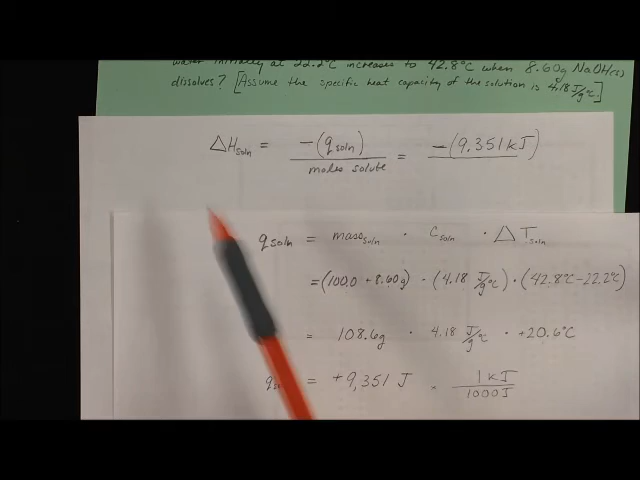 water initially at 22.2°C increases to 42.8°C when 8.60g NaOH(s)
dissolves? [Assume the specific heat capacity of the solution is 4.18 J/g°C.]
ΔHsoln = -(qsoln) / moles solute = -(9.351 kJ)
qsoln = masssoln · Csoln · ΔTsoln
= (100.0 + 8.60g) · (4.18 J/g°C) · (42.8°C - 22.2°C)
= 108.6g · 4.18 J/g°C · +20.6°C
= +9,351 J × 1 kJ / 1000 J